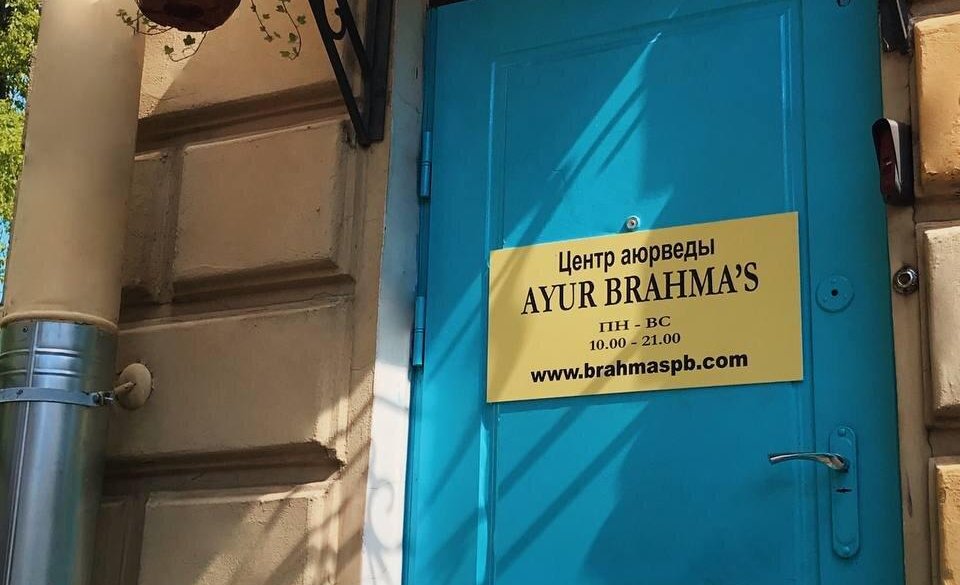 Центр аюрведы
AYUR BRAHMA'S
ПН - ВС
10.00 - 21.00
www.brahmaspb.com